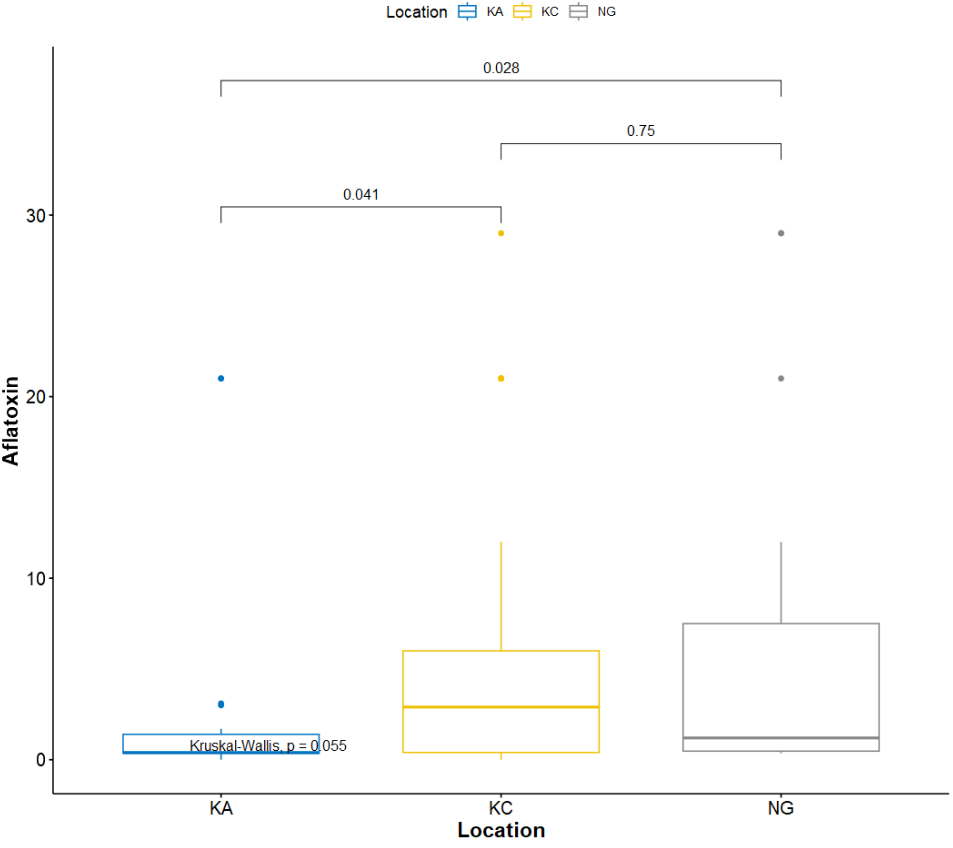 Location KA KC NG
0.028
0.75
0.041
30
20
10
0
Aflatoxin
Kruskal-Wallis, p = 0.055
KA KC NG
Location